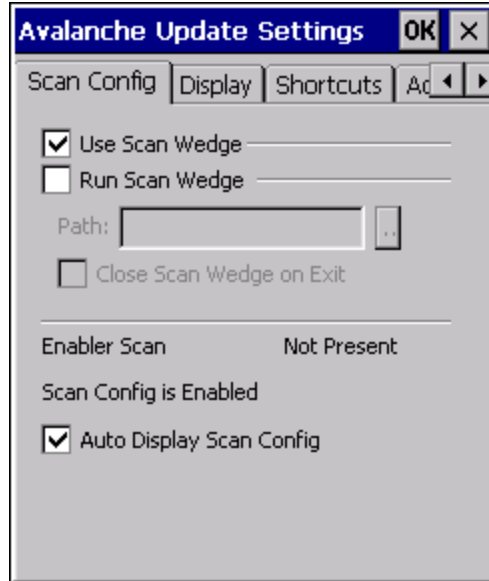 Avalanche Update Settings OK ×
Scan Config Display Shortcuts
Use Scan Wedge
Run Scan Wedge
Path: ..
Close Scan Wedge on Exit
Enabler Scan Not Present
Scan Config is Enabled
Auto Display Scan Config